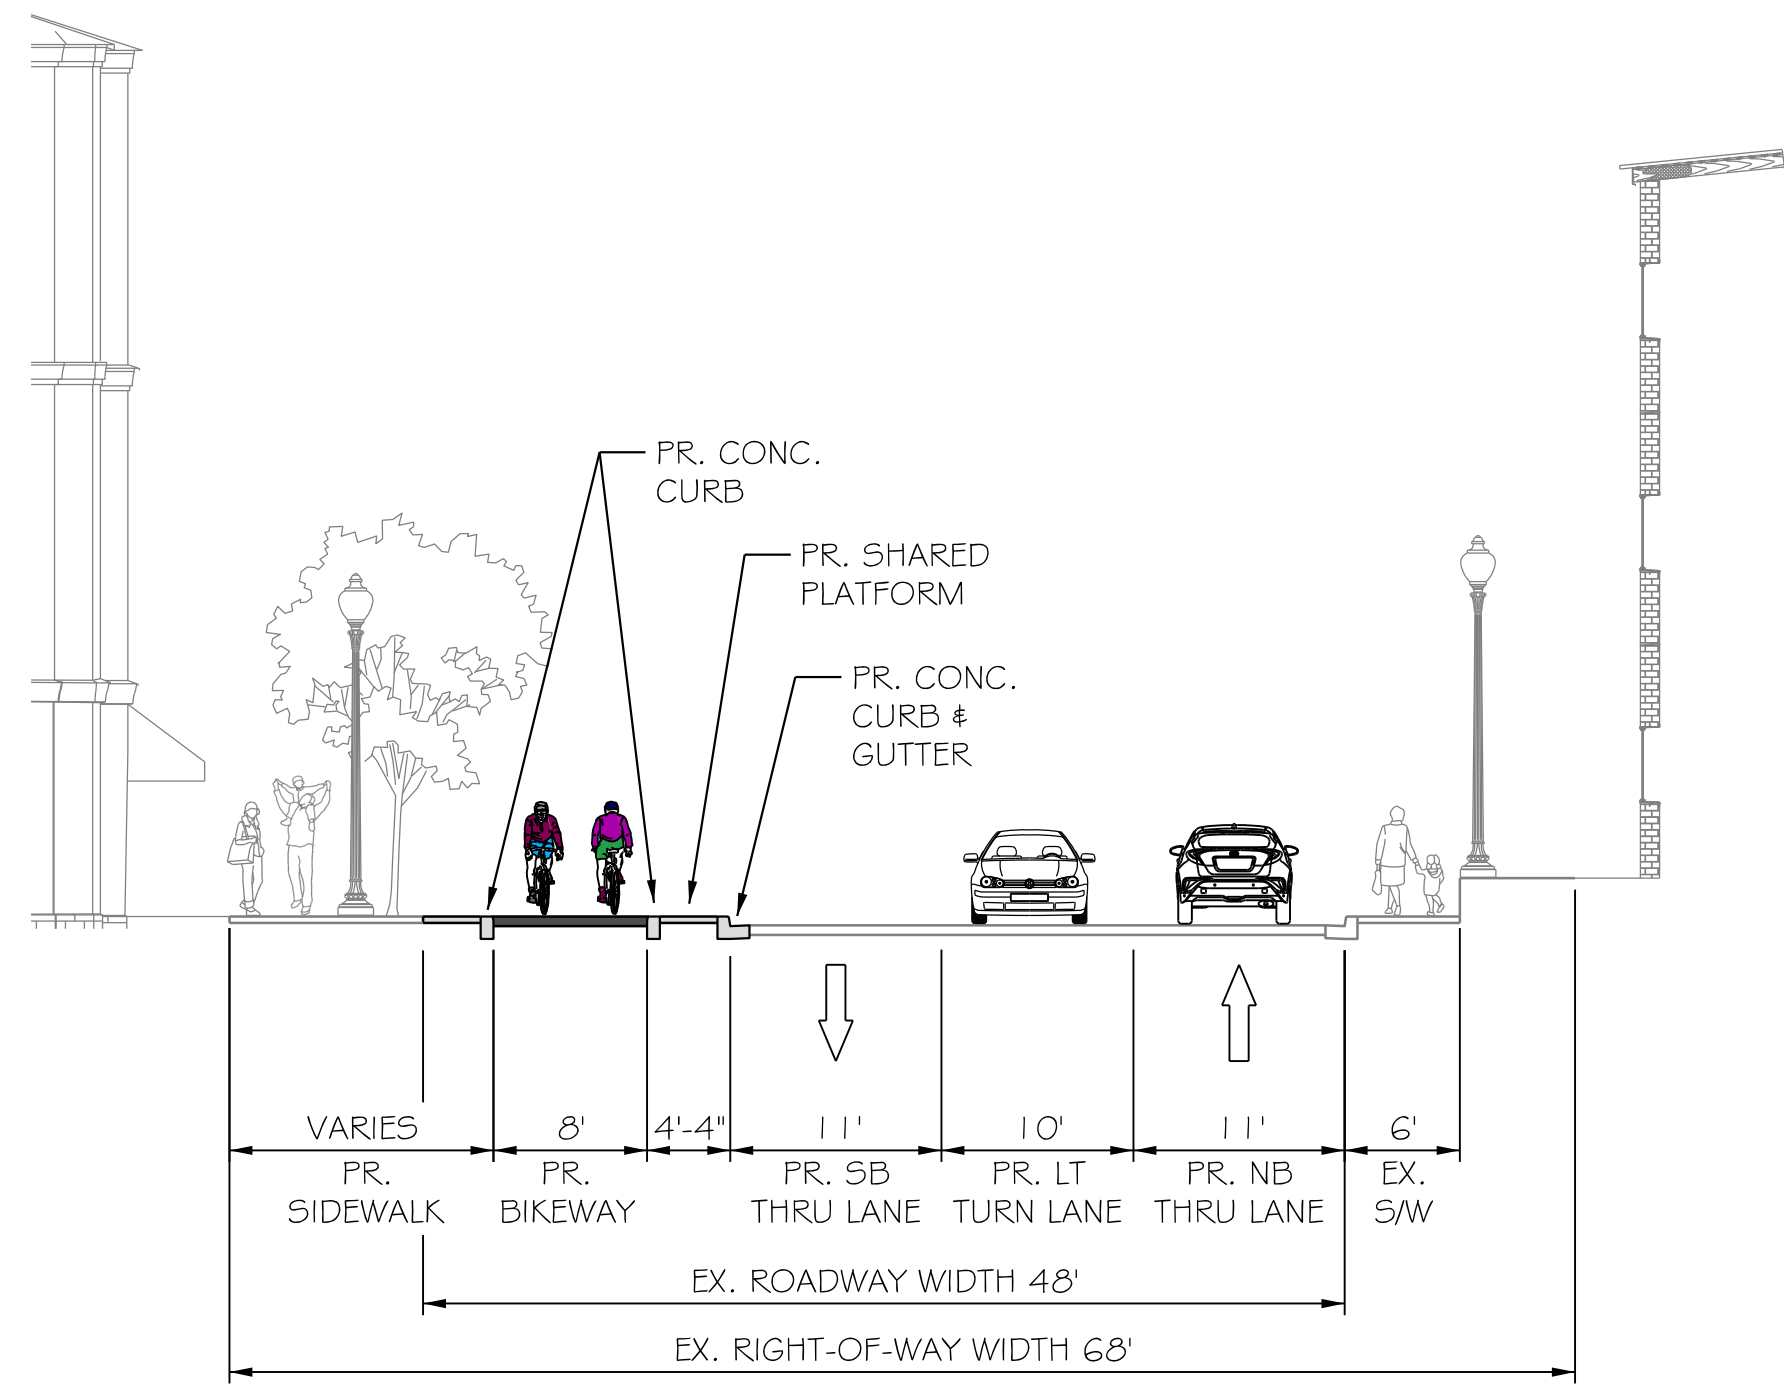 PR. CONC.
CURB
PR. SHARED
PLATFORM
PR. CONC.
CURB &
GUTTER
VARIES
8'
4'-4"
11'
10'
11'
6'
PR.
SIDEWALK
PR.
BIKEWAY
PR. SB
THRU LANE
PR. LT
TURN LANE
PR. NB
THRU LANE
EX.
S/W
EX. ROADWAY WIDTH 48'
EX. RIGHT-OF-WAY WIDTH 68'